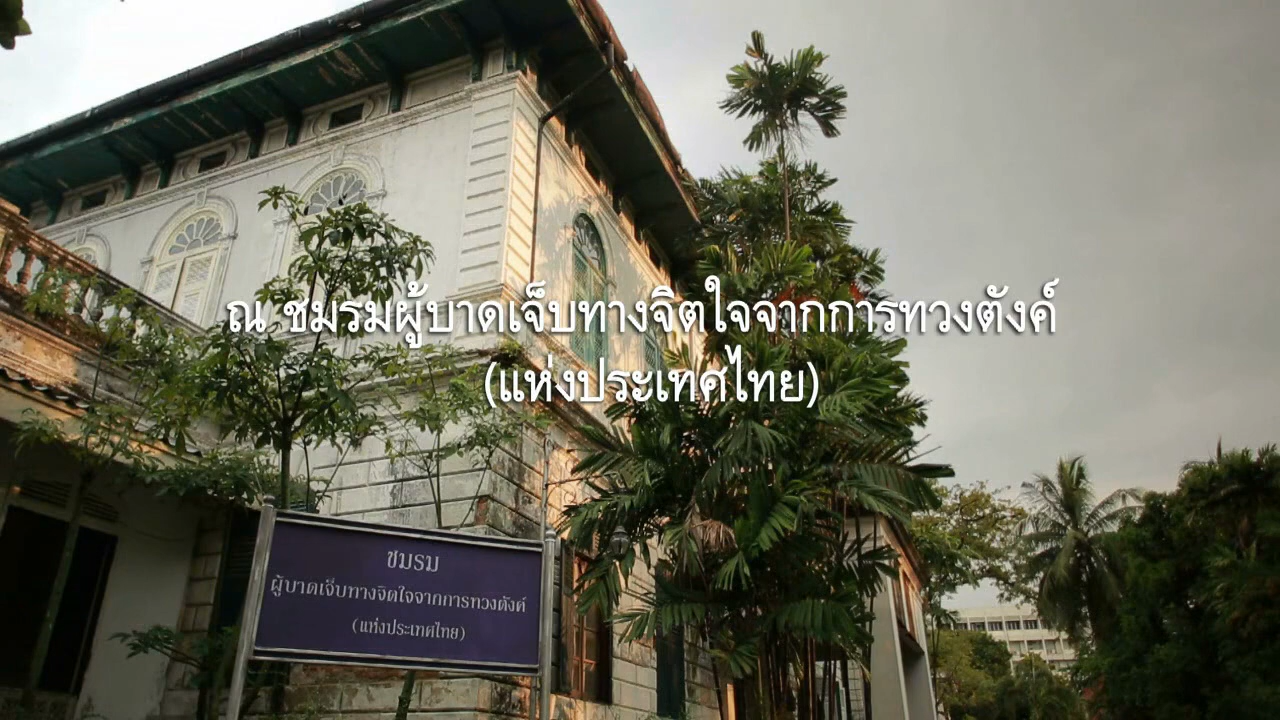 ณ ชมรมผู้บาดเจ็บทางจิตใจจากการทวงตังค์
(แห่งประเทศไทย)
ชมรม
ผู้บาดเจ็บทางจิตใจจากการทวงตังค์
(แห่งประเทศไทย)